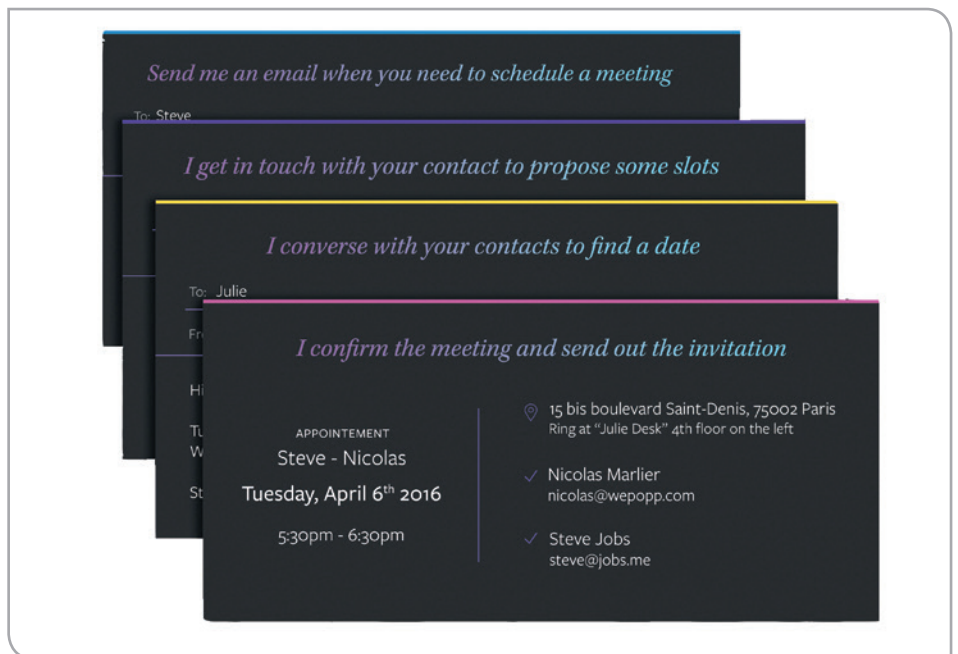 Send me an email when you need to schedule a meeting
To: Steve
I get in touch with your contact to propose some slots
I converse with your contacts to find a date
To: Julie
Fr
Hi
Tu
W
St
I confirm the meeting and send out the invitation
APPOINTEMENT
Steve - Nicolas
Tuesday, April 6th 2016
5:30pm - 6:30pm
15 bis boulevard Saint-Denis, 75002 Paris
Ring at “Julie Desk” 4th floor on the left
Nicolas Marlier
nicolas@wepopp.com
Steve Jobs
steve@jobs.me